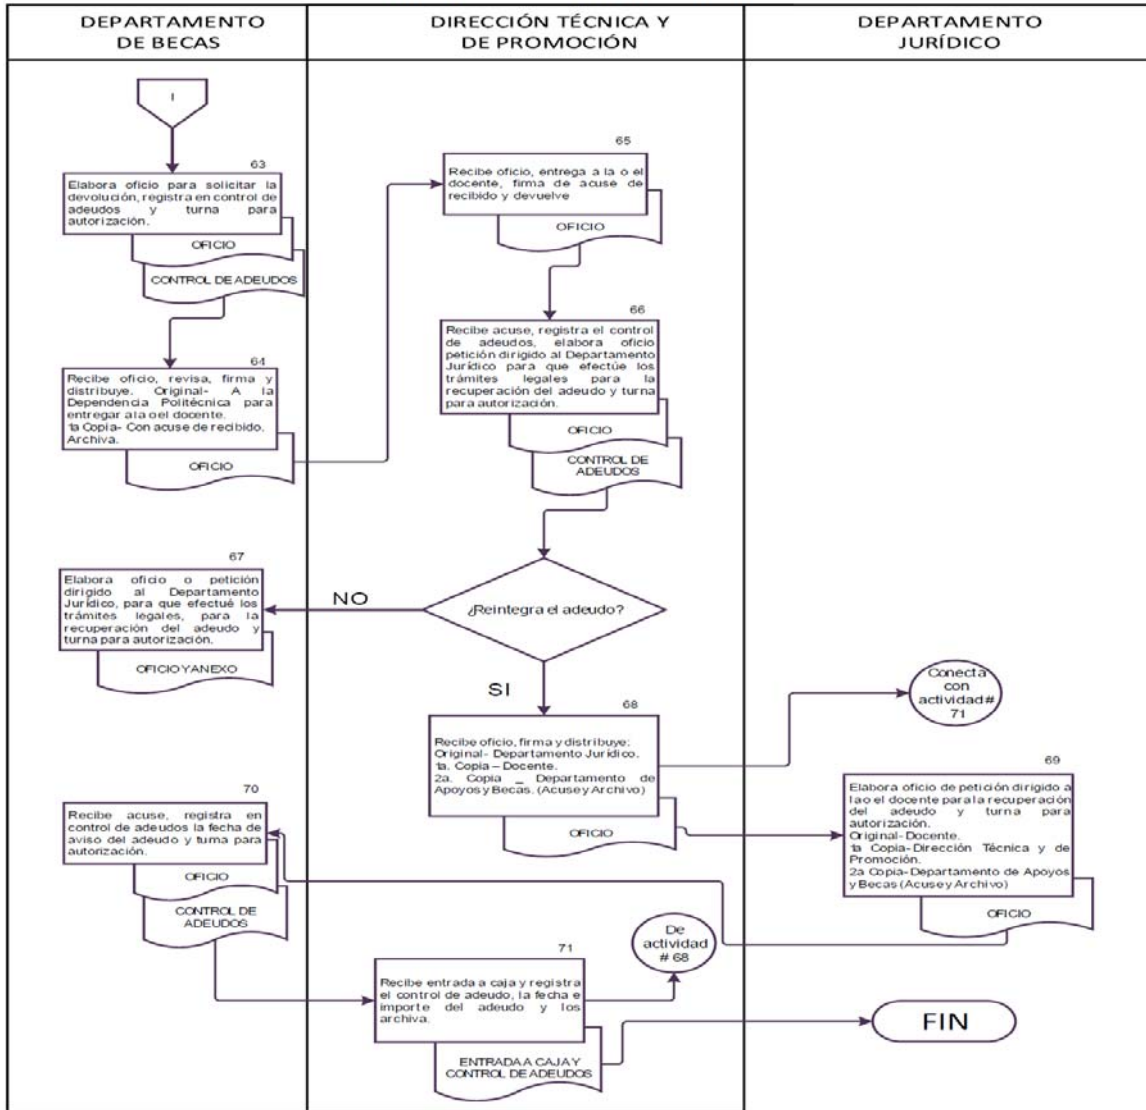 DEPARTAMENTO
DE BECAS
DIRECCIÓN TÉCNICA Y
DE PROMOCIÓN
DEPARTAMENTO
JURÍDICO
I
63
Elabora oficio para solicitar la
devolución, registra en control de
adeudos y turna para
autorización.
OFICIO
CONTROL DE ADEUDOS
64
Recibe oficio, revisa, firma y
distribuye. Original- A la
Dependencia Politécnica para
entregar ala oel docente.
1a Copia- Con acuse de recibido.
Archiva.
OFICIO
65
Recibe oficio, entrega a la o el
docente, firma de acuse de
recibido y devuelve
OFICIO
66
Recibe acuse, registra el control
de adeudos, elabora oficio
petición dirigido al Departamento
Jurídico para que efectúe los
trámites legales para la
recuperación del adeudo y turna
para autorización.
OFICIO
CONTROL DE
ADEUDOS
¿Reintegra el adeudo?
NO
SI
67
Elabora oficio o petición
dirigido al Departamento
Jurídico, para que efectué los
trámites legales, para la
recuperación del adeudo y
turna para autorización.
OFICIO Y ANEXO
68
Recibe oficio, firma y distribuye:
Original- Departamento Jurídico.
1a. Copia – Docente.
2a. Copia _ Departamento de
Apoyos y Becas. (Acuse y Archivo)
OFICIO
Conecta
con
actividad #
71
69
Elabora oficio de petición dirigido a
lao el docente para la recuperación
del adeudo y turna para
autorización.
Original-Docente.
1a Copia-Dirección Técnica y de
Promoción.
2a Copia-Departamento de Apoyos
y Becas (Acuse y Archivo)
OFICIO
70
Recibe acuse, registra en
control de adeudos la fecha de
aviso del adeudo y turna para
autorización.
OFICIO
CONTROL DE
ADEUDOS
71
Recibe entrada a caja y registra
el control de adeudo, la fecha e
importe del adeudo y los
archiva.
ENTRADA A CAJA Y
CONTROL DE ADEUDOS
De
actividad
# 68
FIN